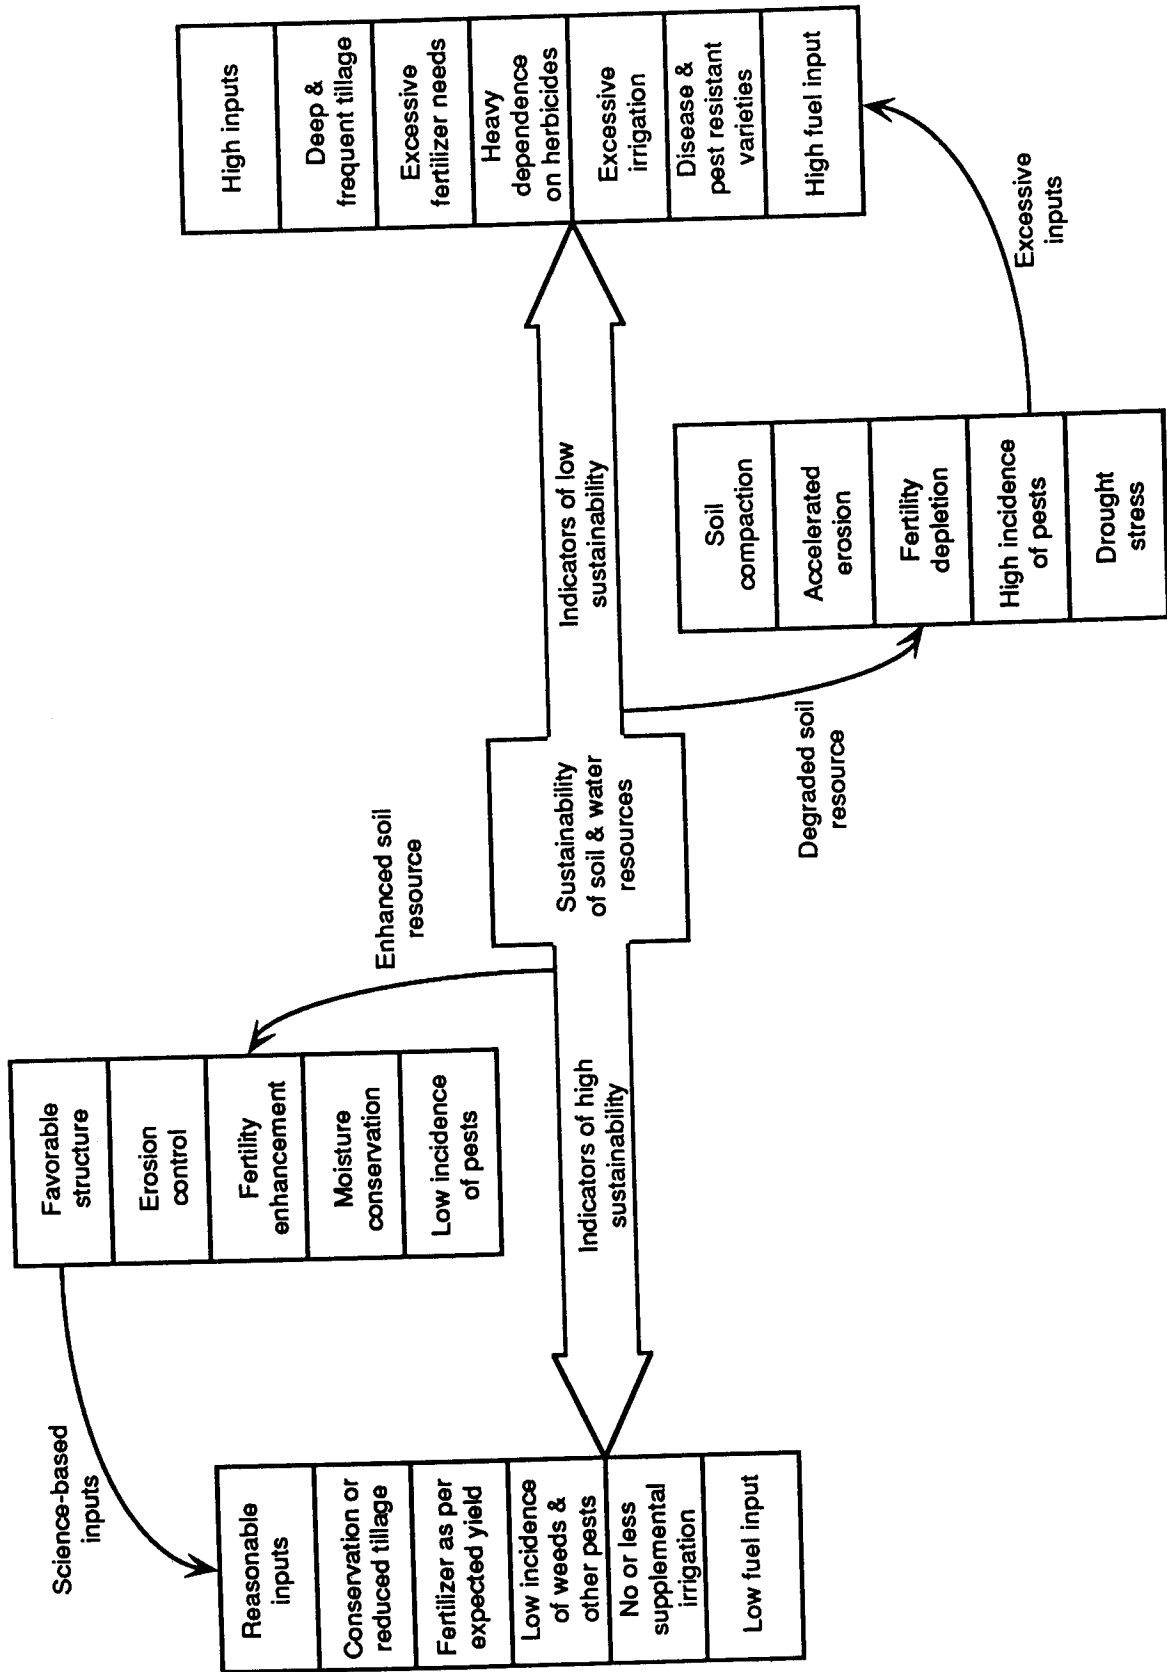 Science-based
inputs
Reasonable
inputs
Conservation or
reduced tillage
Fertilizer as per
expected yield
Low incidence
of weeds &
other pests
No or less
supplemental
irrigation
Low fuel input
Favorable
structure
Erosion
control
Fertility
enhancement
Moisture
conservation
Low incidence
of pests
Enhanced soil
resource
Indicators of high
sustainability
Sustainability
of soil & water
resources
Indicators of low
sustainability
Degraded soil
resource
Soil
compaction
Accelerated
erosion
Fertility
depletion
High incidence
of pests
Drought
stress
Excessive
inputs
High inputs
Deep &
frequent tillage
Excessive
fertilizer needs
Heavy
dependence
on herbicides
Excessive
irrigation
Disease &
pest resistant
varieties
High fuel input